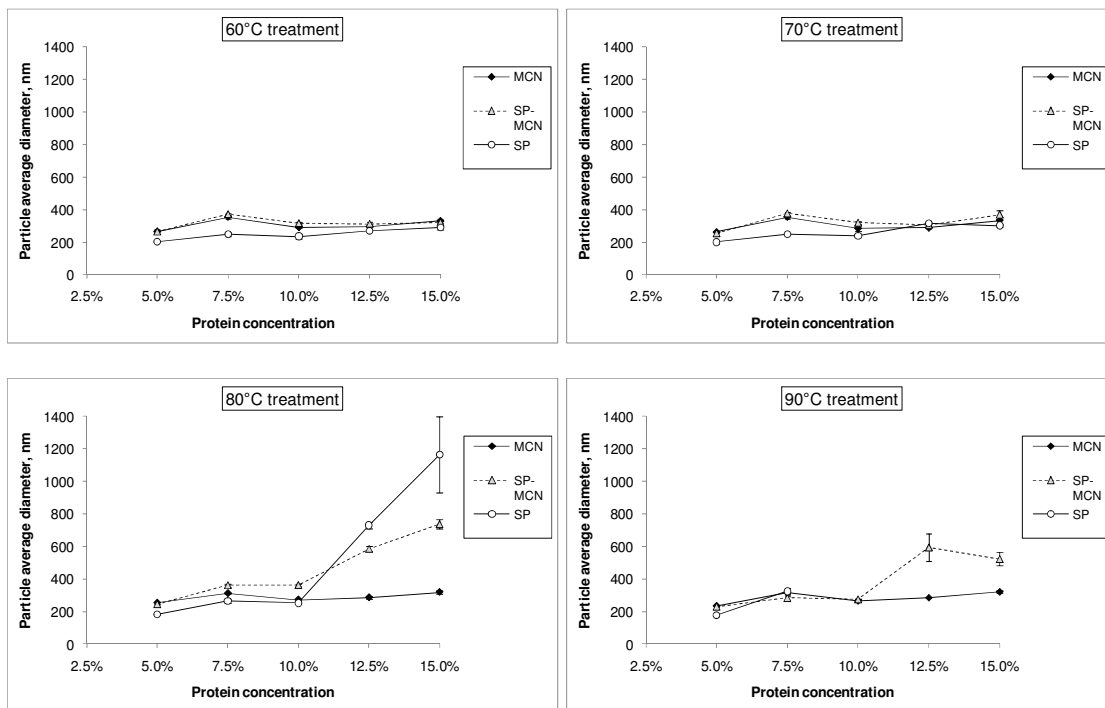 60°C treatment
Particle average diameter, nm
1400
1200
1000
800
600
400
200
0
2.5% 5.0% 7.5% 10.0% 12.5% 15.0%
Protein concentration
MCN
SP-
MCN
SP
70°C treatment
Particle average diameter, nm
1400
1200
1000
800
600
400
200
0
2.5% 5.0% 7.5% 10.0% 12.5% 15.0%
Protein concentration
MCN
SP-
MCN
SP
80°C treatment
Particle average diameter, nm
1400
1200
1000
800
600
400
200
0
2.5% 5.0% 7.5% 10.0% 12.5% 15.0%
Protein concentration
MCN
SP-
MCN
SP
90°C treatment
Particle average diameter, nm
1400
1200
1000
800
600
400
200
0
2.5% 5.0% 7.5% 10.0% 12.5% 15.0%
Protein concentration
MCN
SP-
MCN
SP